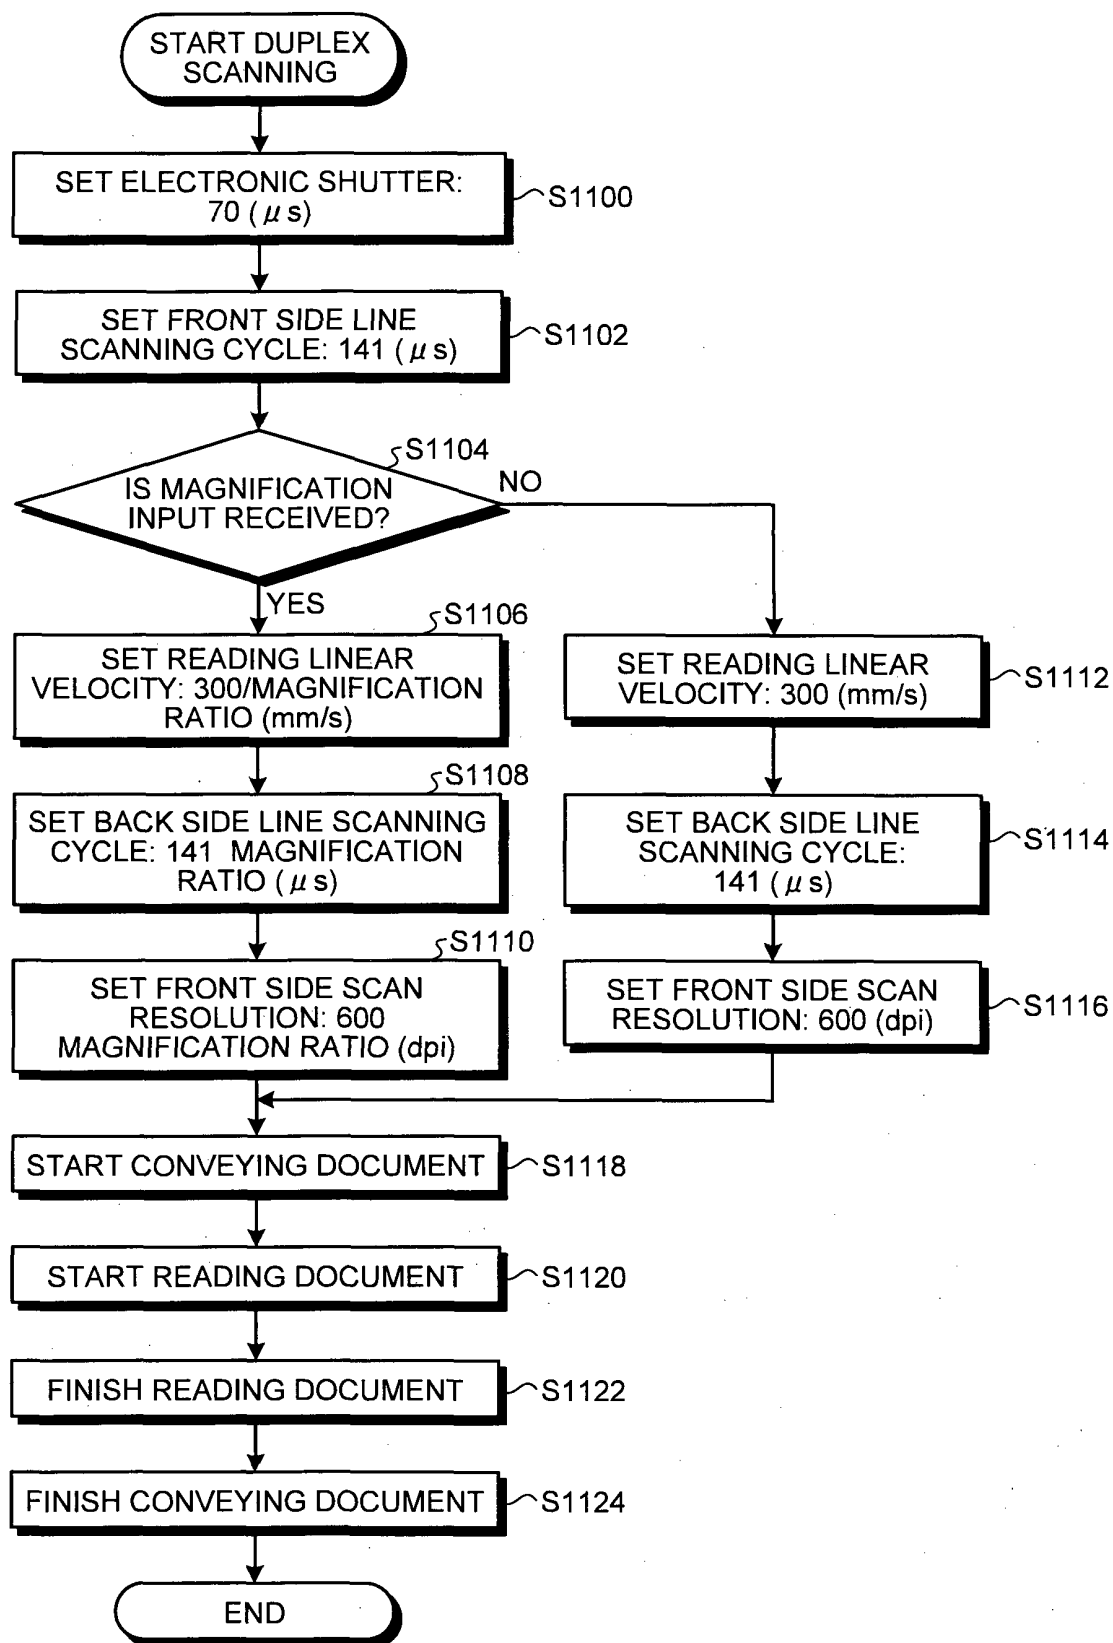 START DUPLEX
SCANNING
SET ELECTRONIC SHUTTER:
70 (μs)
S1100
SET FRONT SIDE LINE
SCANNING CYCLE: 141 (μs)
S1102
S1104
IS MAGNIFICATION
INPUT RECEIVED?
NO
YES
S1106
SET READING LINEAR
VELOCITY: 300/MAGNIFICATION
RATIO (mm/s)
SET READING LINEAR
VELOCITY: 300 (mm/s)
S1112
S1108
SET BACK SIDE LINE SCANNING
CYCLE: 141 MAGNIFICATION
RATIO (μs)
SET BACK SIDE LINE
SCANNING CYCLE:
141 (μs)
S1114
S1110
SET FRONT SIDE SCAN
RESOLUTION: 600
MAGNIFICATION RATIO (dpi)
SET FRONT SIDE SCAN
RESOLUTION: 600 (dpi)
S1116
START CONVEYING DOCUMENT
S1118
START READING DOCUMENT
S1120
FINISH READING DOCUMENT
S1122
FINISH CONVEYING DOCUMENT
S1124
END